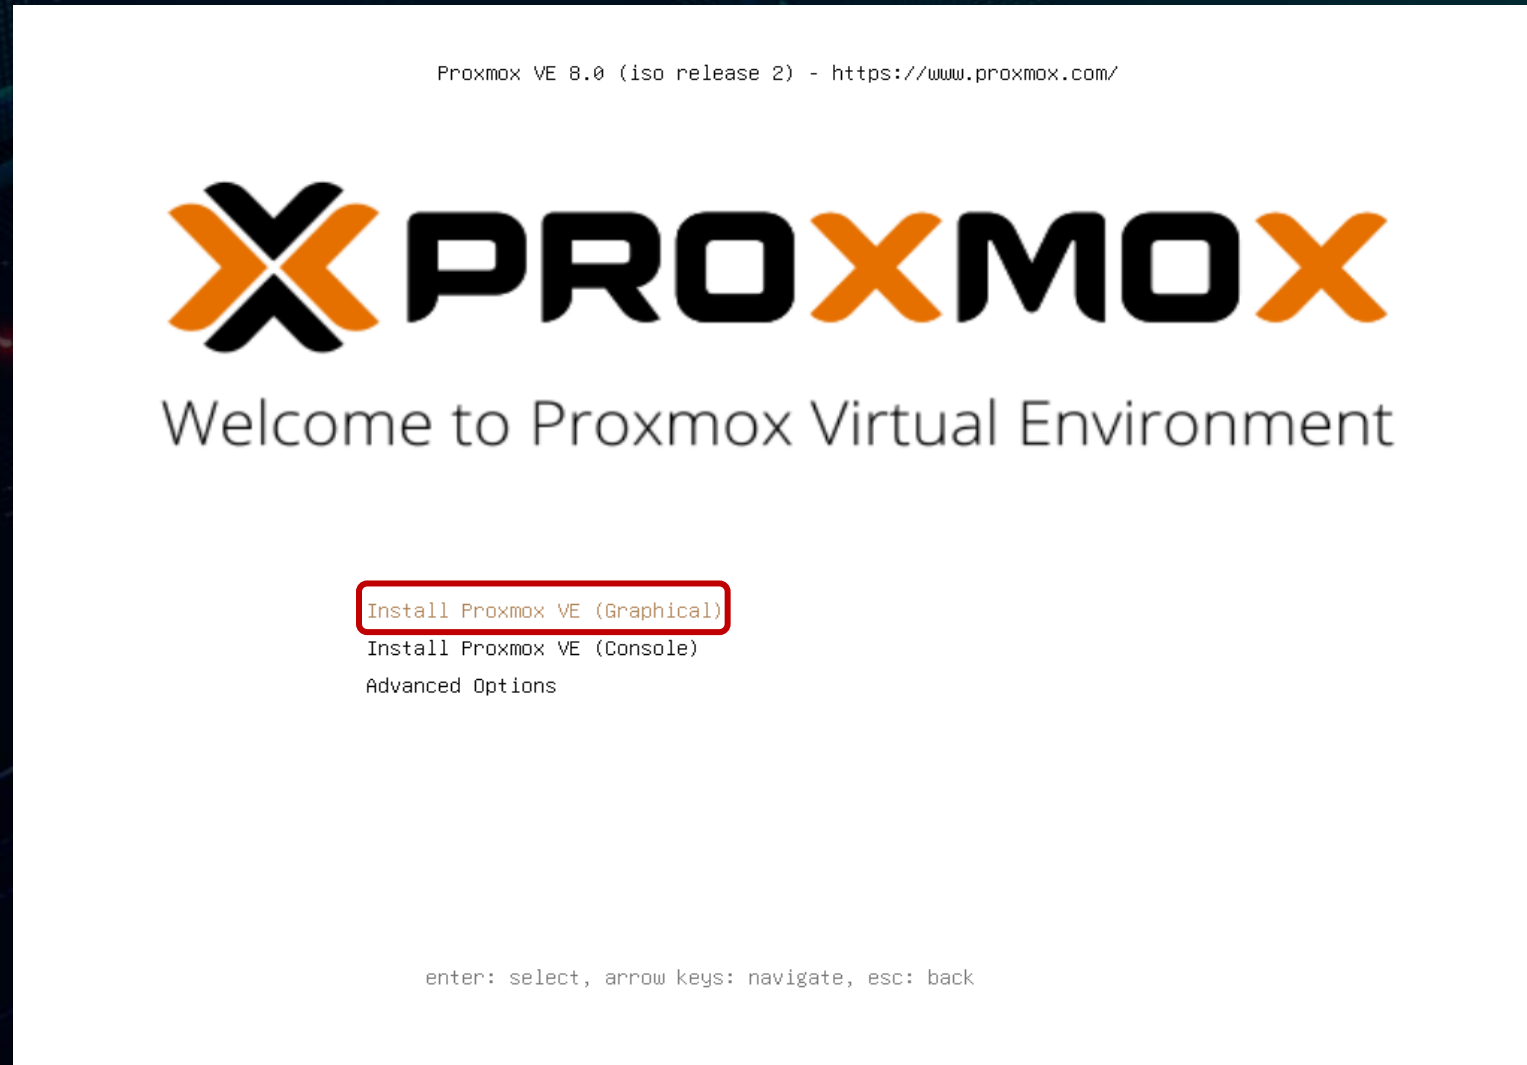 Proxmox VE 8.0 (iso release 2) - https://www.proxmox.com/
PROXMOX
Welcome to Proxmox Virtual Environment
Install Proxmox VE (Graphical)
Install Proxmox VE (Console)
Advanced Options
enter: select, arrow keys: navigate, esc: back